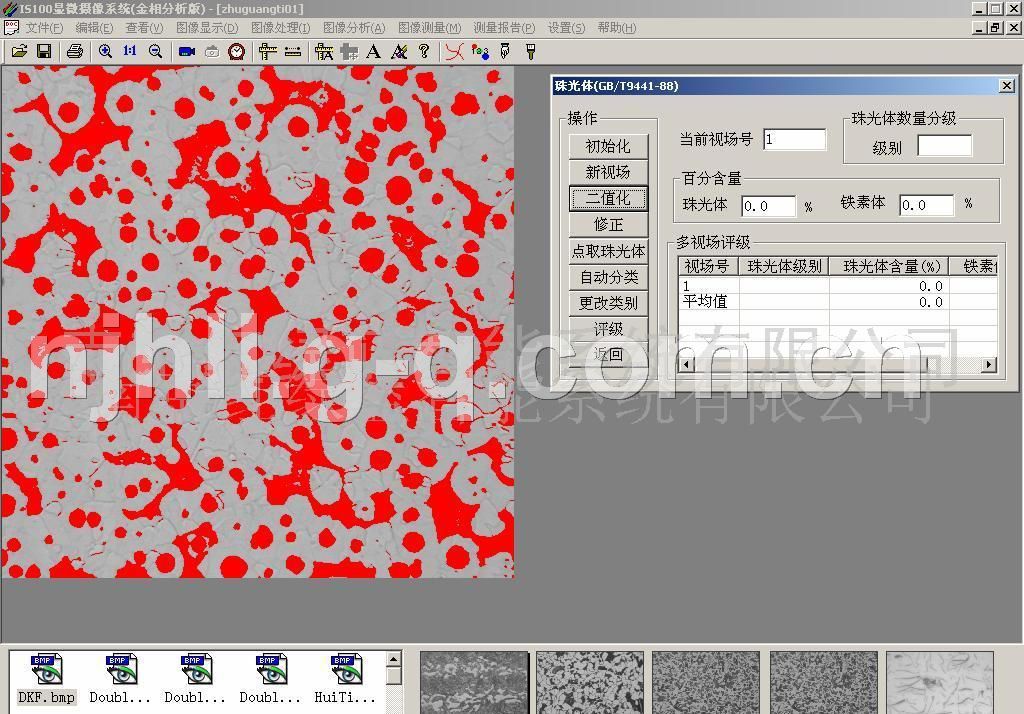 IS100显微摄像系统(金相分析版) - [zhuguangti01]
文件(F) 编辑(E) 查看(V) 图像显示(D) 图像处理(I) 图像分析(A) 图像测量(M) 测量报告(P) 设置(S) 帮助(H)
1:1
珠光体(GB/T9441-88)
操作
初始化
新视场
二值化
修正
点取珠光体
自动分类
更改类别
评级
返回
当前视场号 1
珠光体数量分级
级别
百分含量
珠光体 0.0 %
铁素体 0.0 %
多视场评级
视场号 珠光体级别 珠光体含量(%) 铁素
1 0.0
平均值 0.0
njhll.g-q.com.cn
能系统有限公司
能系统有限公司
DKF.bmp
Doubl...
Doubl...
Doubl...
HuiTi...